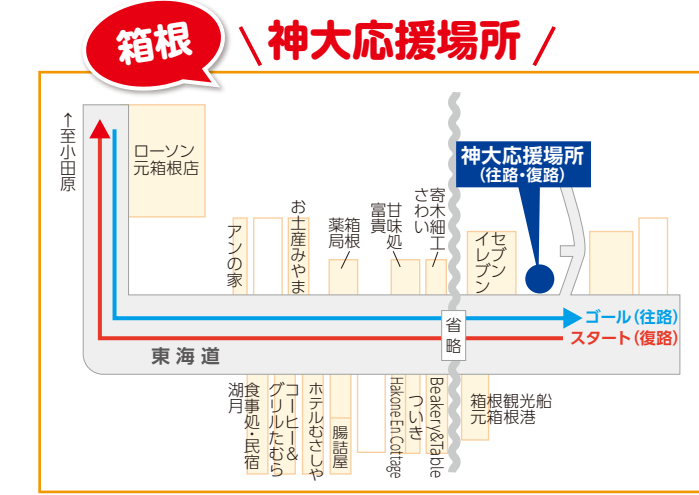 箱根
神大応援場所
↑至小田原
ローソン
元箱根店
アンの家
お土産みやま
箱根
薬局
甘味処
富貴
寄木細工
さわい
神大応援場所
(往路・復路)
セブン
イレブン
ゴール(往路)
スタート(復路)
省略
東海道
食事処・民宿
湖月
コーヒー&
グリルたむら
ホテルむさしや
腸詰屋
Hakone En Cottage
ついき
Beakery&Table
箱根観光船
元箱根港